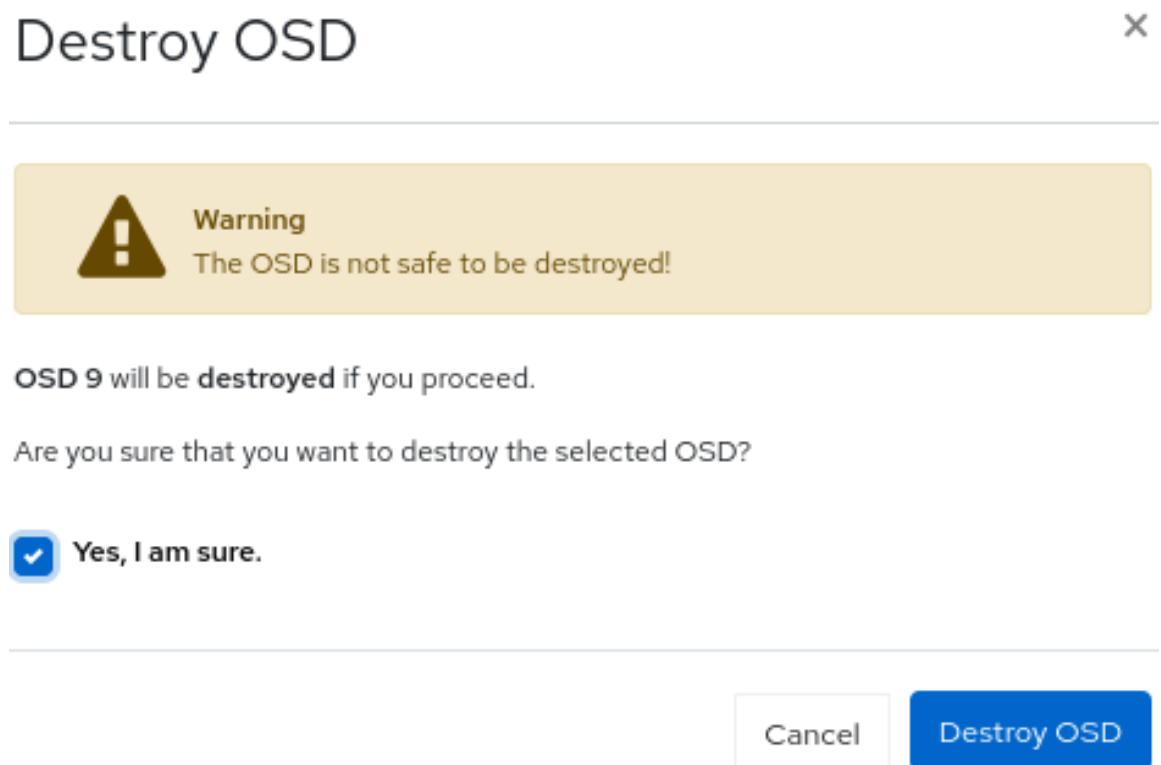 Destroy OSD
Warning
The OSD is not safe to be destroyed!
OSD 9 will be destroyed if you proceed.
Are you sure that you want to destroy the selected OSD?
Yes, I am sure.
Cancel
Destroy OSD